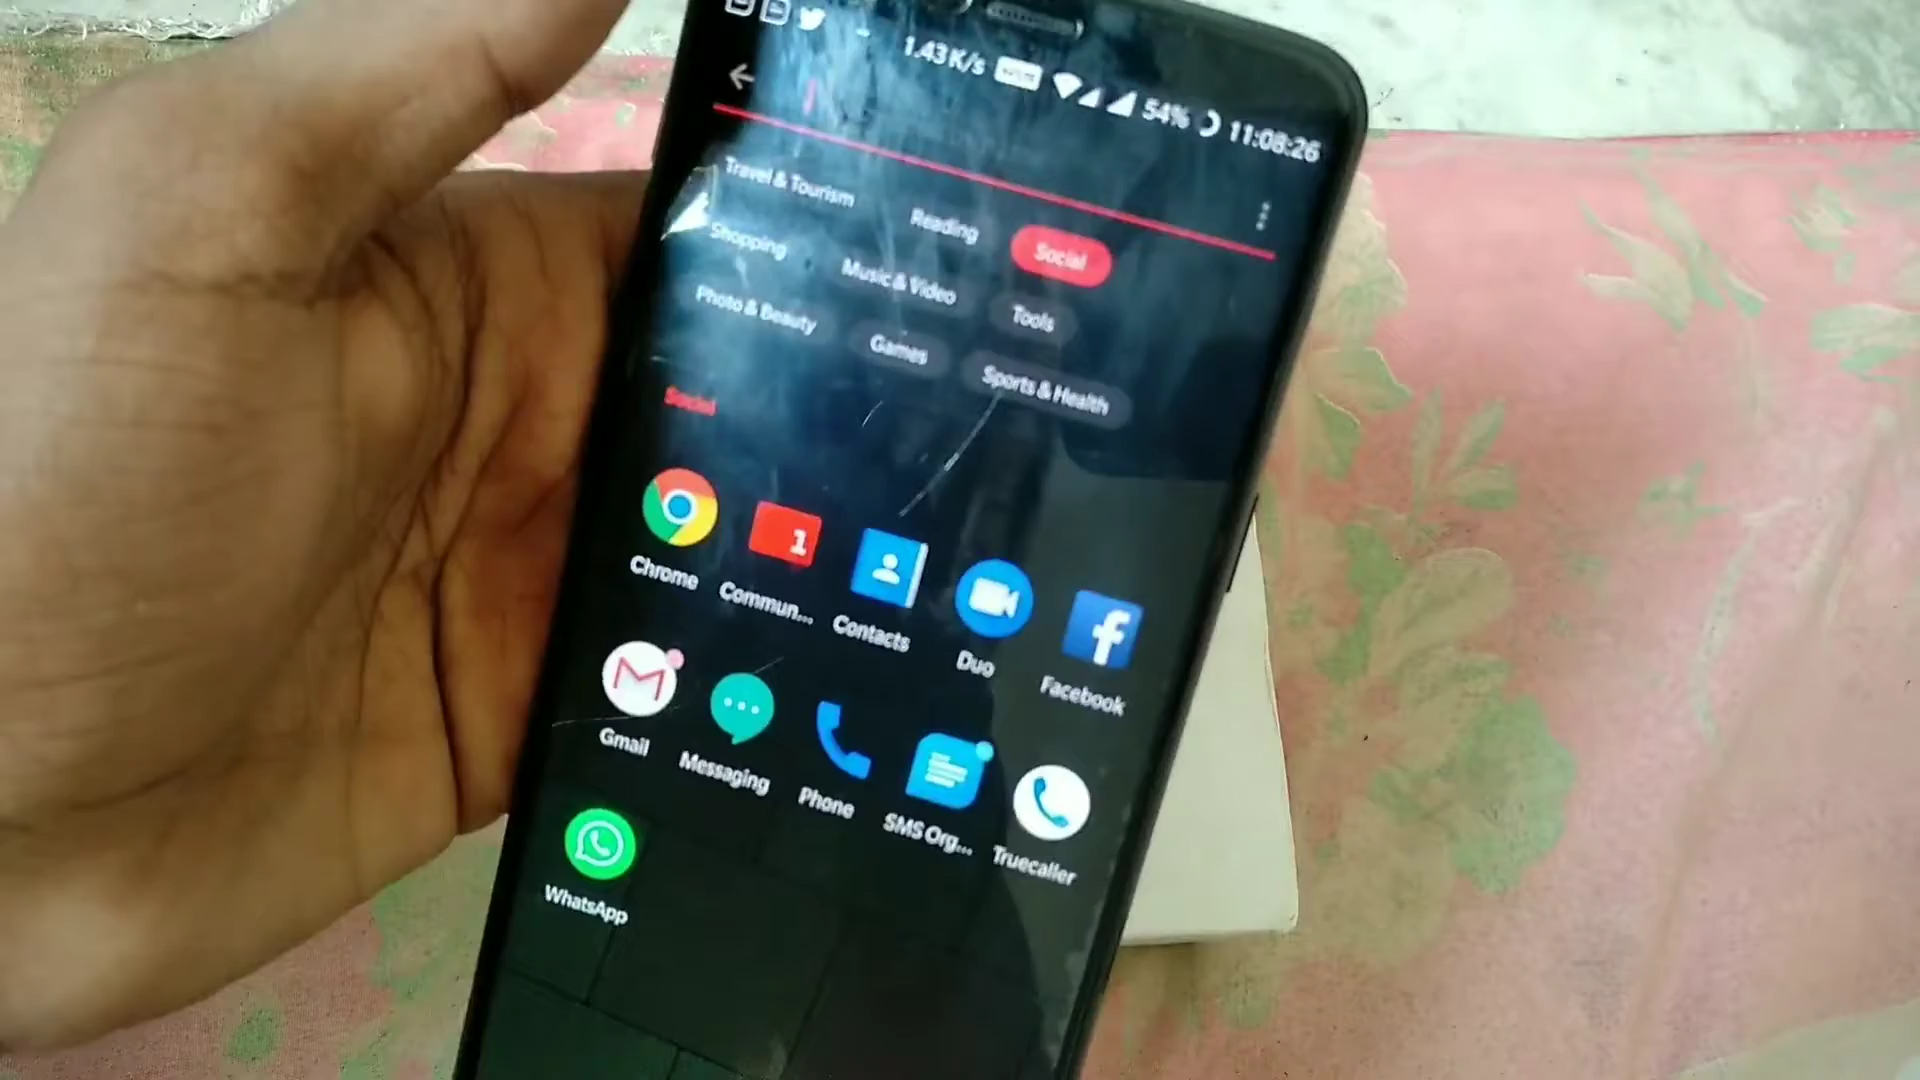 1.43 K/s 54% 11:08:26
Travel & Tourism Reading Social
Shopping Music & Video Tools
Photo & Beauty Games Sports & Health
Social
1
Chrome Commun... Contacts Duo Facebook
Gmail Messaging Phone SMS Org... Truecaller
WhatsApp